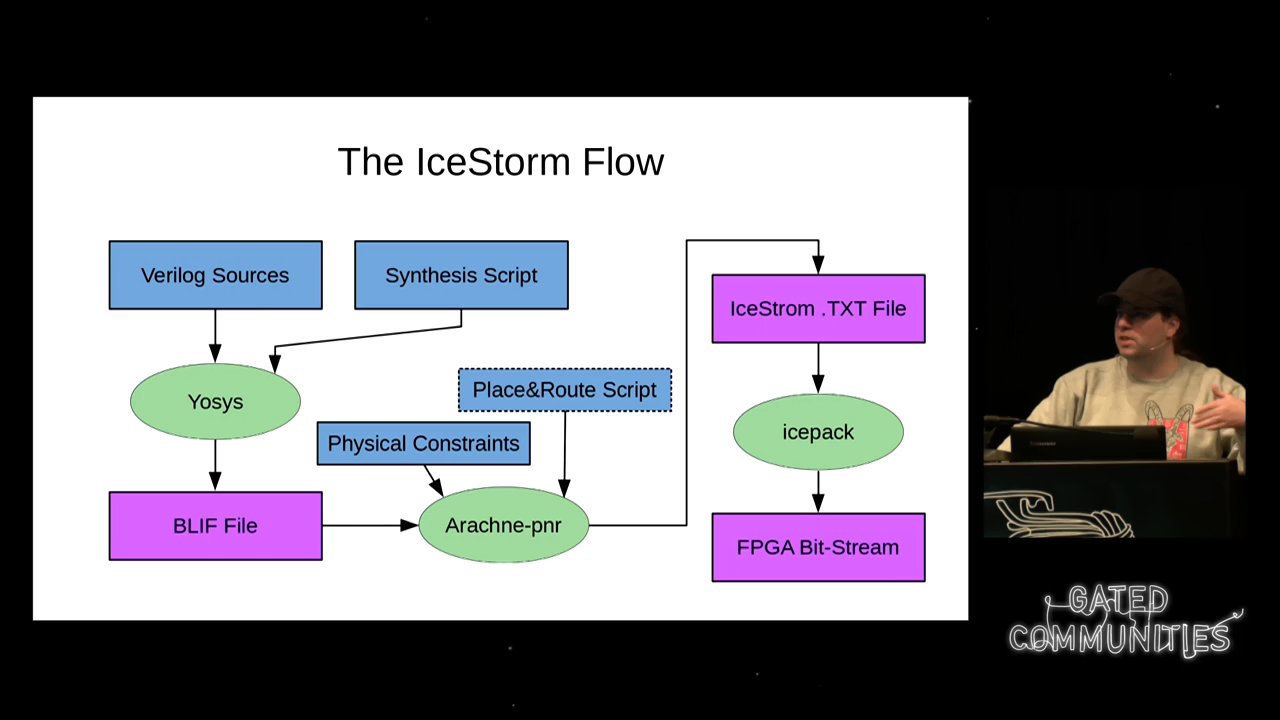 The IceStorm Flow
Verilog Sources
Synthesis Script
IceStrom .TXT File
Place&Route Script
Yosys
Physical Constraints
icepack
BLIF File
Arachne-pnr
FPGA Bit-Stream
GATED
COMMUNITIES